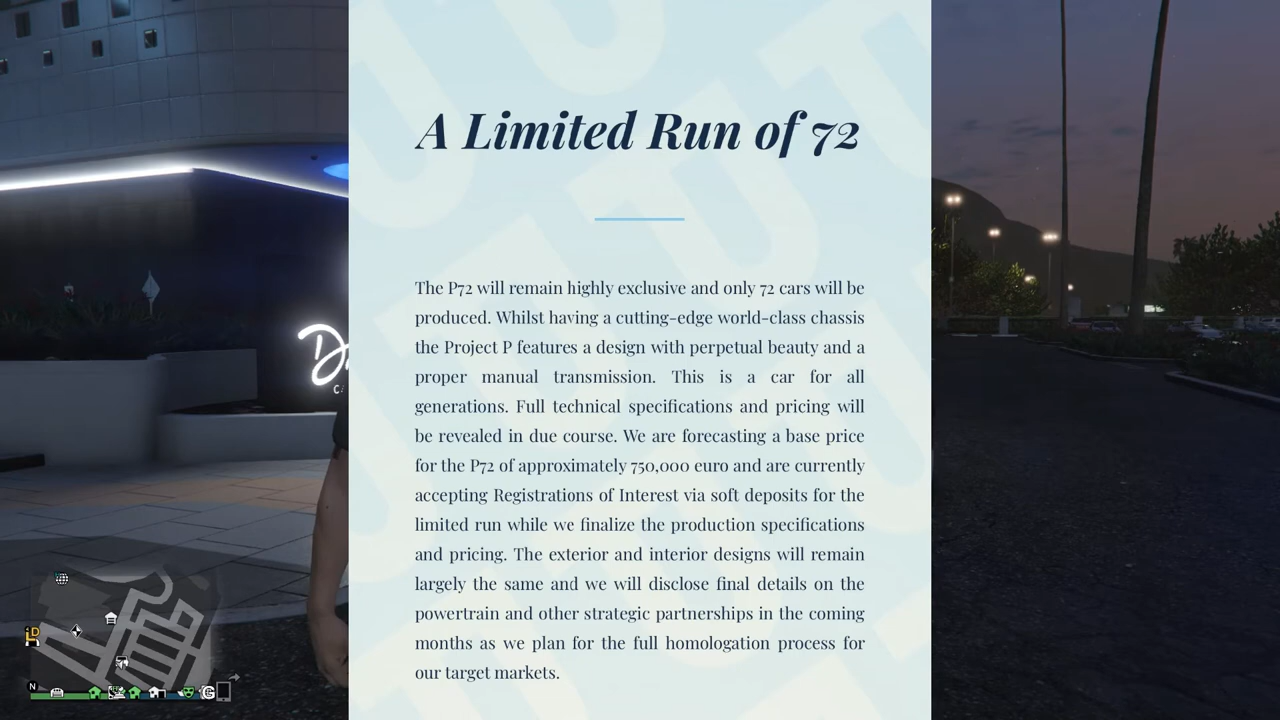 A Limited Run of 72
The P72 will remain highly exclusive and only 72 cars will be
produced. Whilst having a cutting-edge world-class chassis
the Project P features a design with perpetual beauty and a
proper manual transmission. This is a car for all
generations. Full technical specifications and pricing will
be revealed in due course. We are forecasting a base price
for the P72 of approximately 750,000 euro and are currently
accepting Registrations of Interest via soft deposits for the
limited run while we finalize the production specifications
and pricing. The exterior and interior designs will remain
largely the same and we will disclose final details on the
powertrain and other strategic partnerships in the coming
months as we plan for the full homologation process for
our target markets.
N
D
G